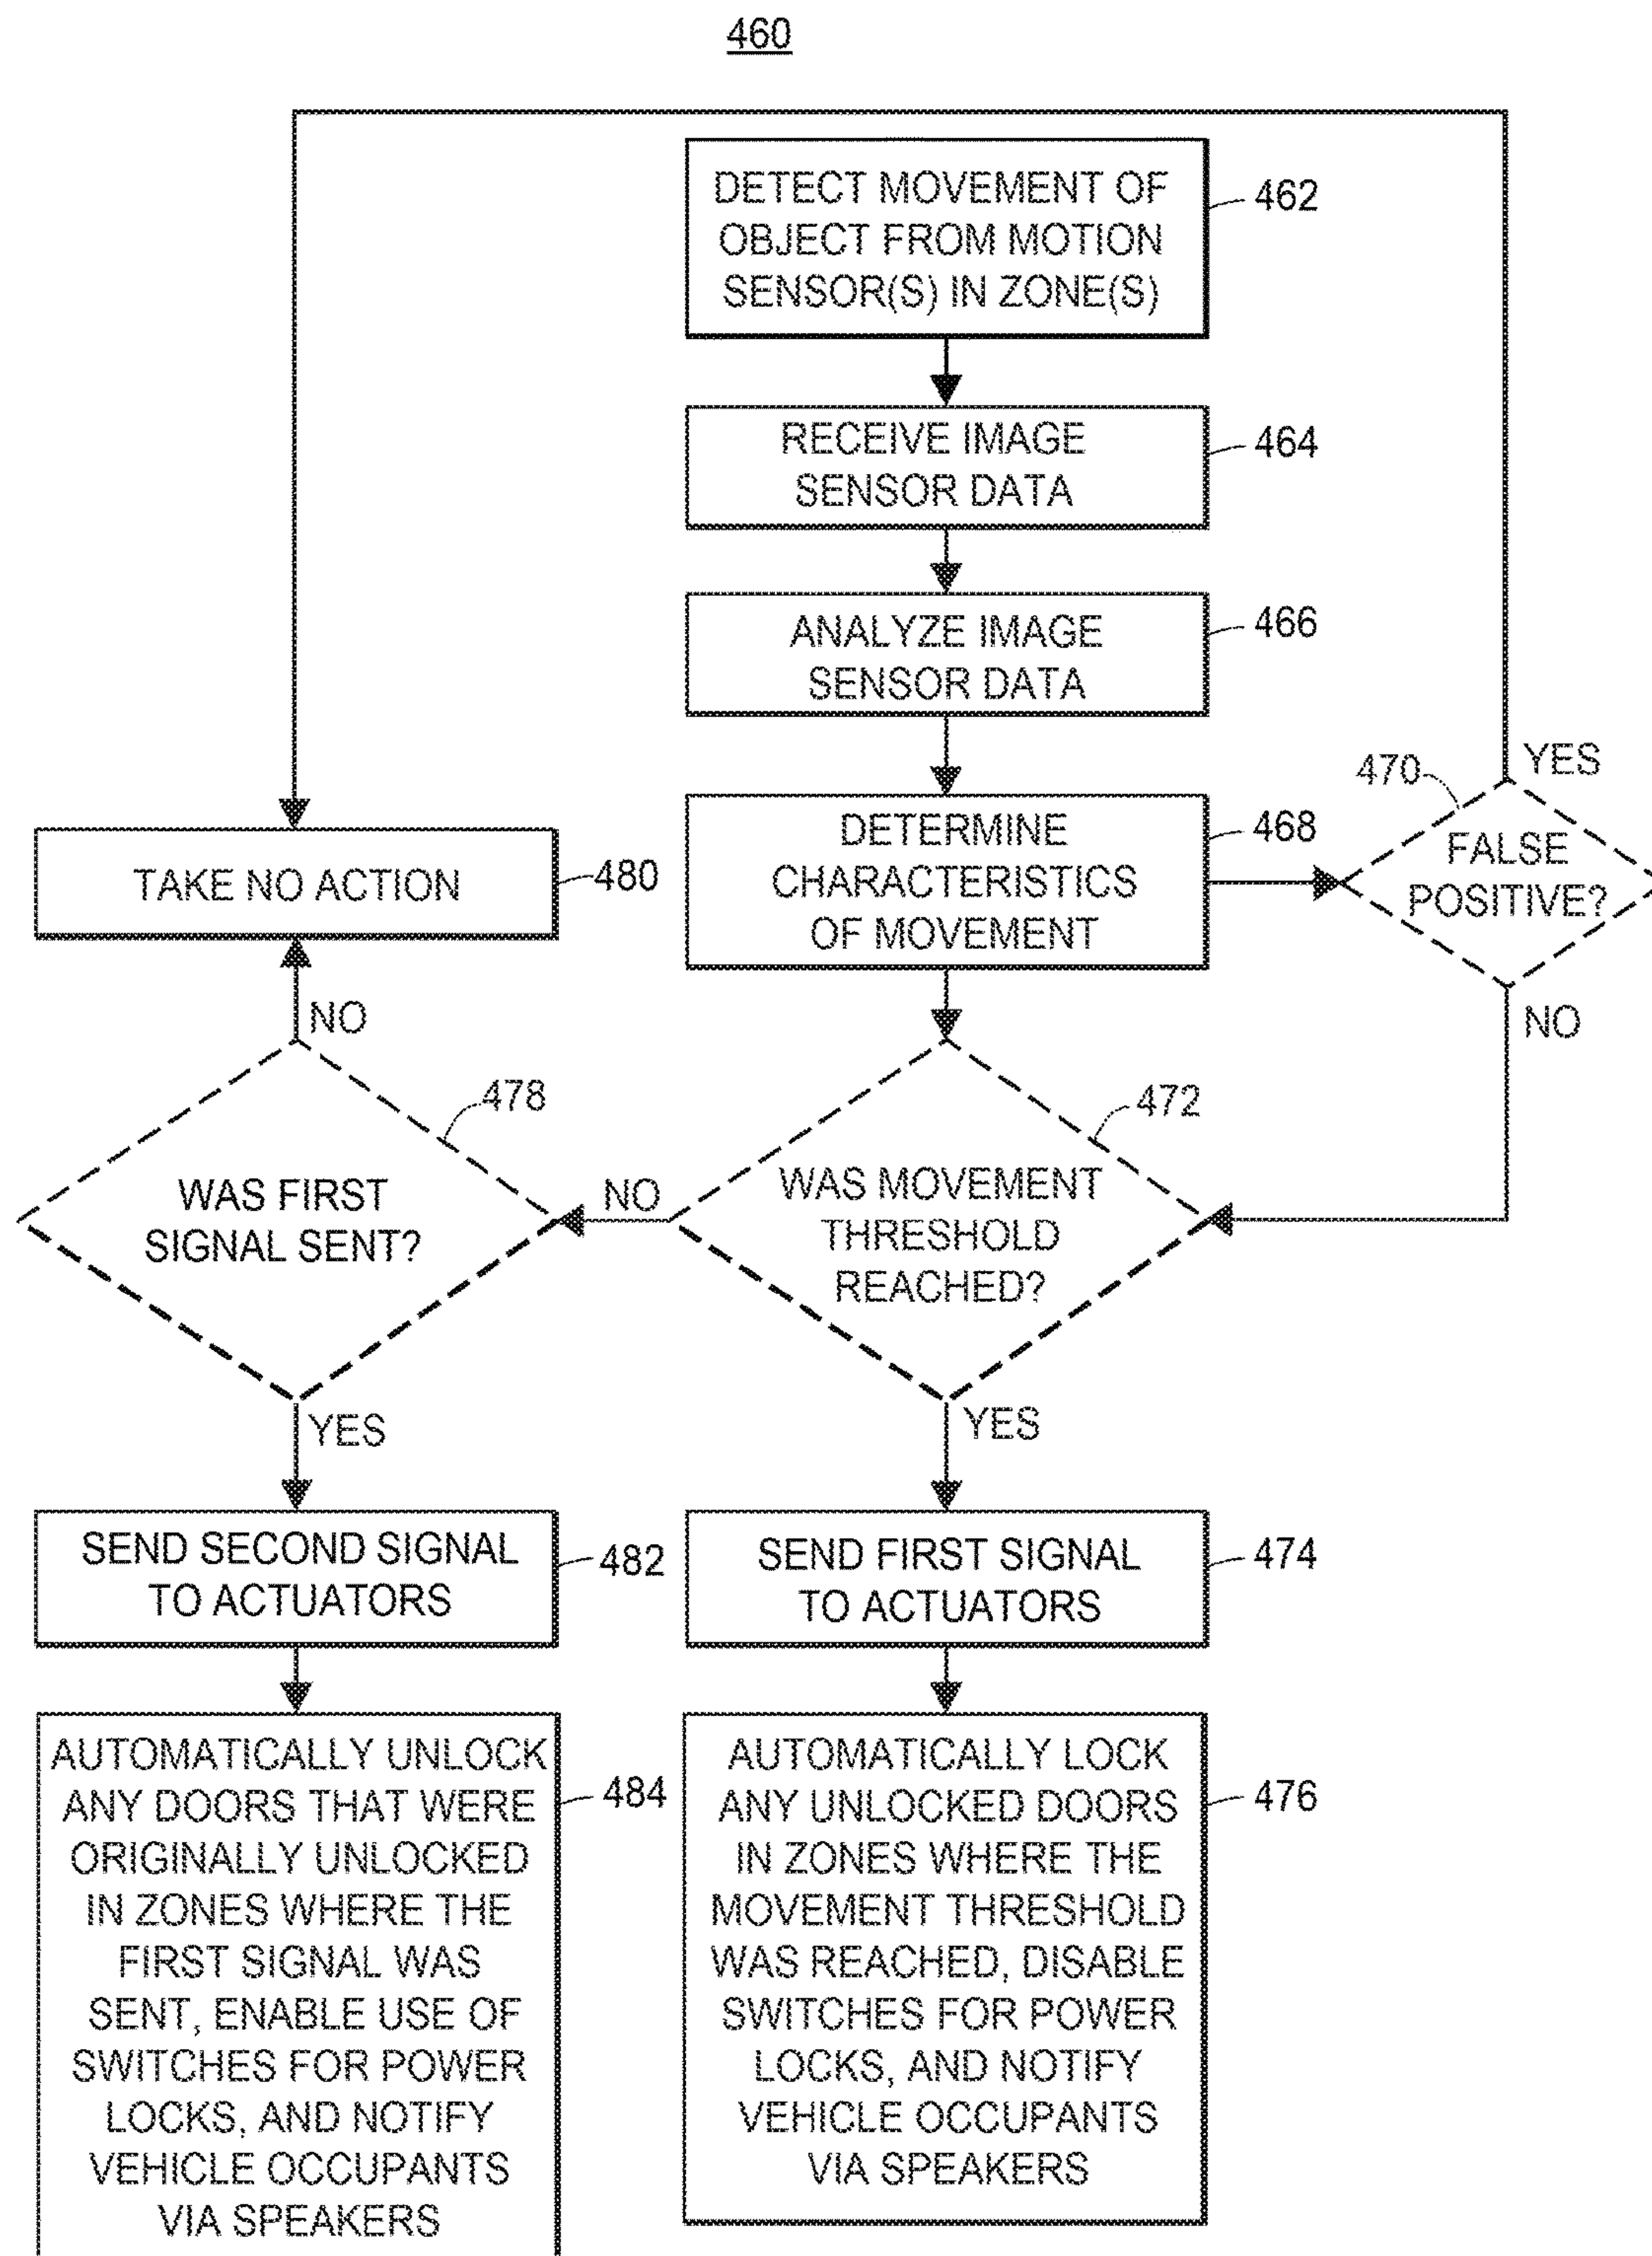 460
DETECT MOVEMENT OF
OBJECT FROM MOTION
SENSOR(S) IN ZONE(S)
462
RECEIVE IMAGE
SENSOR DATA
464
ANALYZE IMAGE
SENSOR DATA
466
DETERMINE
CHARACTERISTICS
OF MOVEMENT
468
470
YES
FALSE
POSITIVE?
NO
TAKE NO ACTION
480
NO
478
WAS FIRST
SIGNAL SENT?
NO
472
WAS MOVEMENT
THRESHOLD
REACHED?
YES
YES
SEND SECOND SIGNAL
TO ACTUATORS
482
SEND FIRST SIGNAL
TO ACTUATORS
474
AUTOMATICALLY UNLOCK
ANY DOORS THAT WERE
ORIGINALLY UNLOCKED
IN ZONES WHERE THE
FIRST SIGNAL WAS
SENT, ENABLE USE OF
SWITCHES FOR POWER
LOCKS, AND NOTIFY
VEHICLE OCCUPANTS
VIA SPEAKERS
484
AUTOMATICALLY LOCK
ANY UNLOCKED DOORS
IN ZONES WHERE THE
MOVEMENT THRESHOLD
WAS REACHED, DISABLE
SWITCHES FOR POWER
LOCKS, AND NOTIFY
VEHICLE OCCUPANTS
VIA SPEAKERS
476